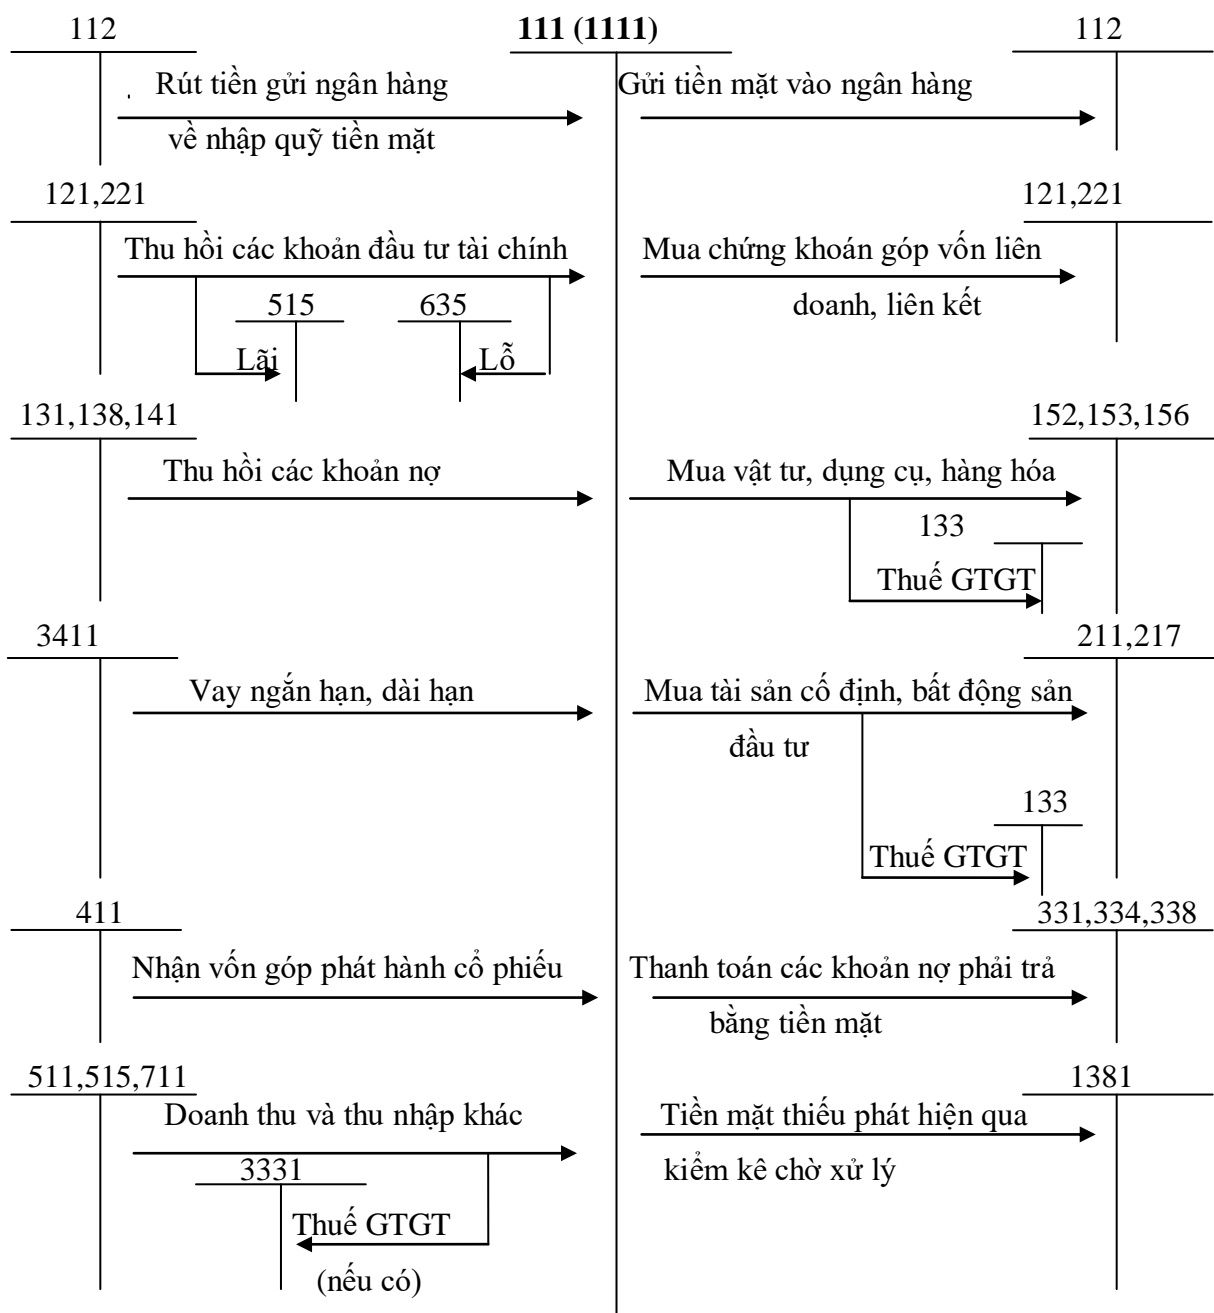 112
111 (1111)
112
Rút tiền gửi ngân hàng
về nhập quỹ tiền mặt
Gửi tiền mặt vào ngân hàng
121,221
121,221
Thu hồi các khoản đầu tư tài chính
Mua chứng khoán góp vốn liên
doanh, liên kết
515
635
Lãi
Lỗ
131,138,141
152,153,156
Thu hồi các khoản nợ
Mua vật tư, dụng cụ, hàng hóa
133
Thuế GTGT
3411
211,217
Vay ngắn hạn, dài hạn
Mua tài sản cố định, bất động sản
đầu tư
133
Thuế GTGT
411
331,334,338
Nhận vốn góp phát hành cổ phiếu
Thanh toán các khoản nợ phải trả
bằng tiền mặt
511,515,711
1381
Doanh thu và thu nhập khác
Tiền mặt thiếu phát hiện qua
kiểm kê chờ xử lý
3331
Thuế GTGT
(nếu có)